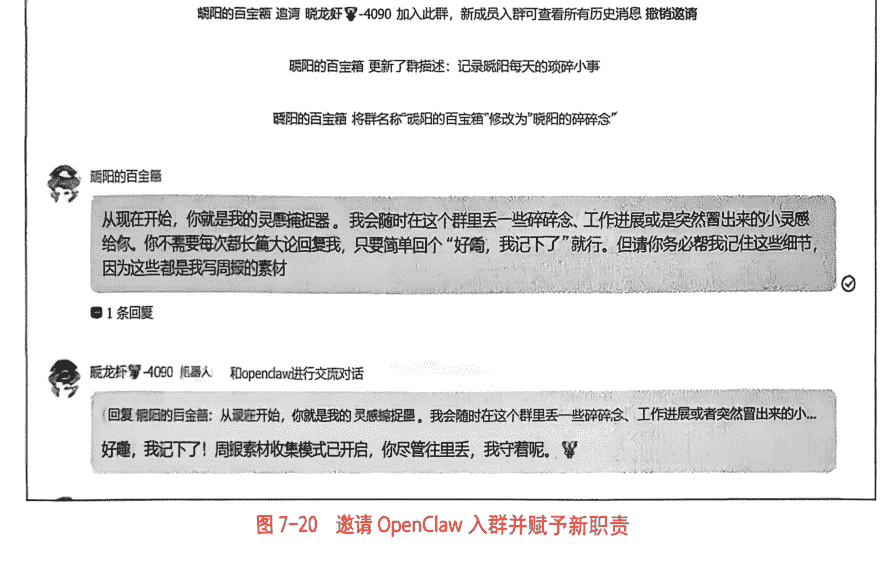 晓阳的百宝箱 邀请 晓龙虾🦞-4090 加入此群，新成员入群可查看所有历史消息 撤销邀请
晓阳的百宝箱 更新了群描述：记录晓阳每天的琐碎小事
晓阳的百宝箱 将群名称“晓阳的百宝箱”修改为“晓阳的碎碎念”
晓阳的百宝箱
从现在开始，你就是我的灵感捕捉器 。 我会随时在这个群里丢一些碎碎念、工作进展或是突然冒出来的小灵感
给你。你不需要每次都长篇大论回复我，只要简单回个“好嘞，我记下了”就行。但请你务必帮我记住这些细节，
因为这些都是我写周报的素材
1 条回复
晓龙虾🦞-4090 机器人 和openclaw进行交流对话
回复 晓阳的百宝箱：从现在开始，你就是我的 灵感捕捉器 。我会随时在这个群里丢一些碎碎念、工作进展或者突然冒出来的小...
好嘞，我记下了！周报素材收集模式已开启，你尽管往里丢，我守着呢。🦞
图 7-20 邀请 OpenClaw 入群并赋予新职责